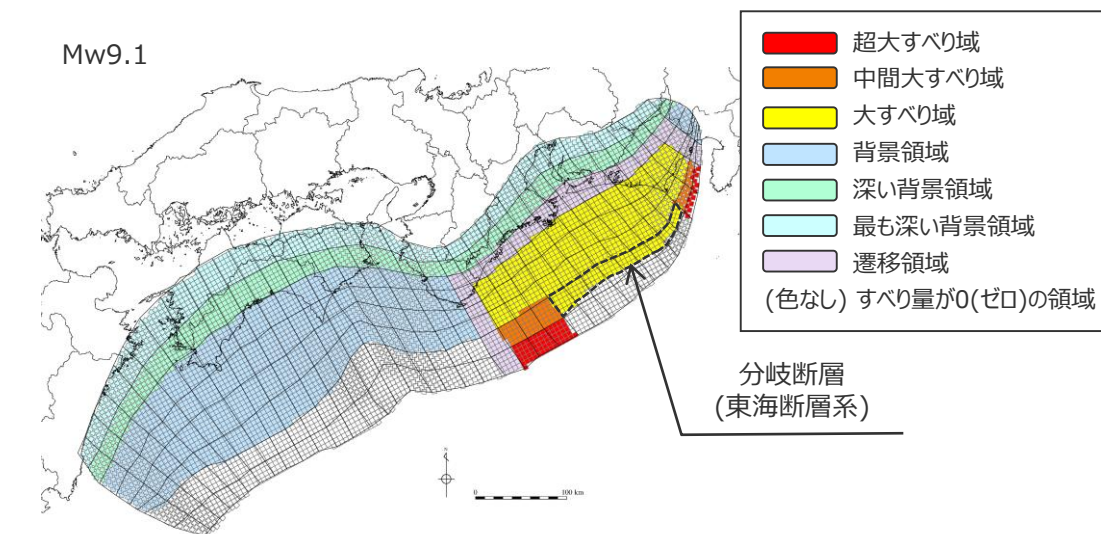 Mw9.1
超大すべり域
中間大すべり域
大すべり域
背景領域
深い背景領域
最も深い背景領域
遷移領域
(色なし) すべり量が0(ゼロ)の領域
分岐断層
(東海断層系)
N
0 100 km